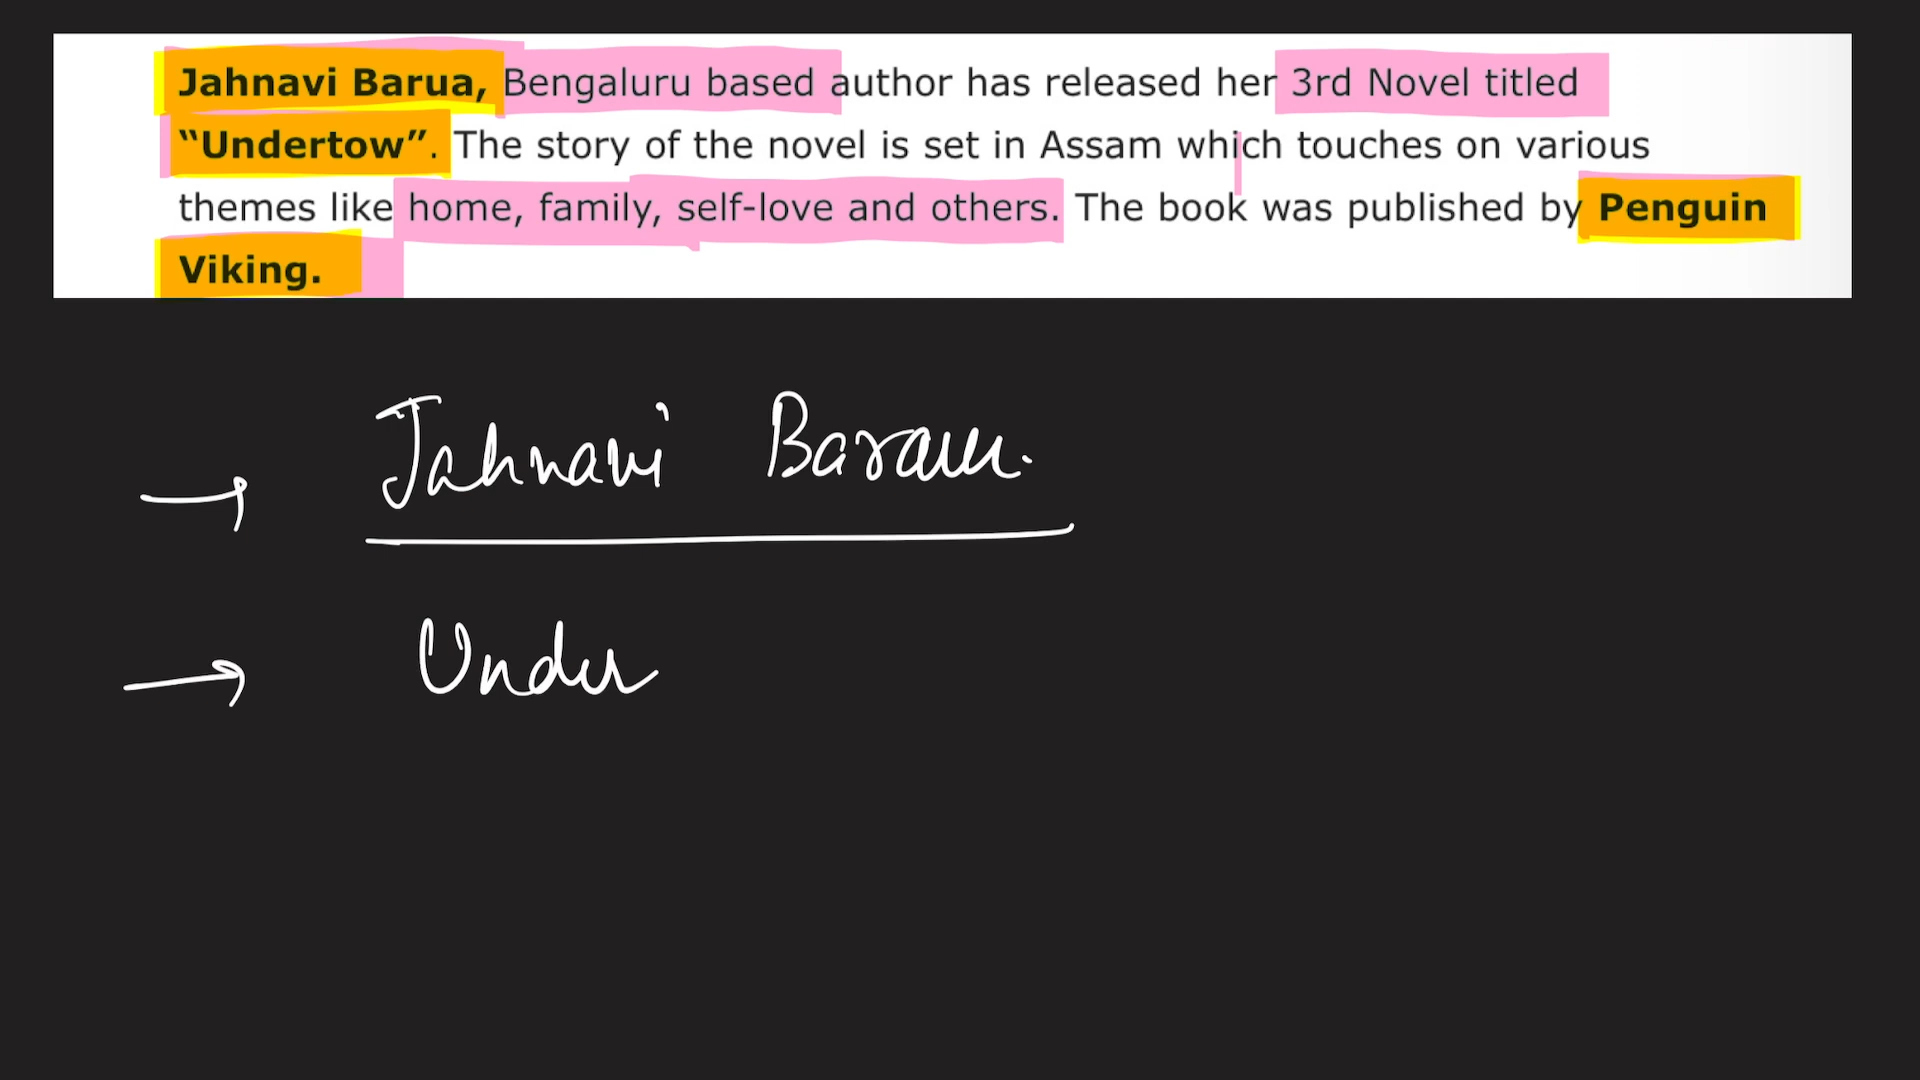 Jahnavi Barua, Bengaluru based author has released her 3rd Novel titled
“Undertow”. The story of the novel is set in Assam which touches on various
themes like home, family, self-love and others. The book was published by Penguin
Viking.
→ Jahnavi
→ Under